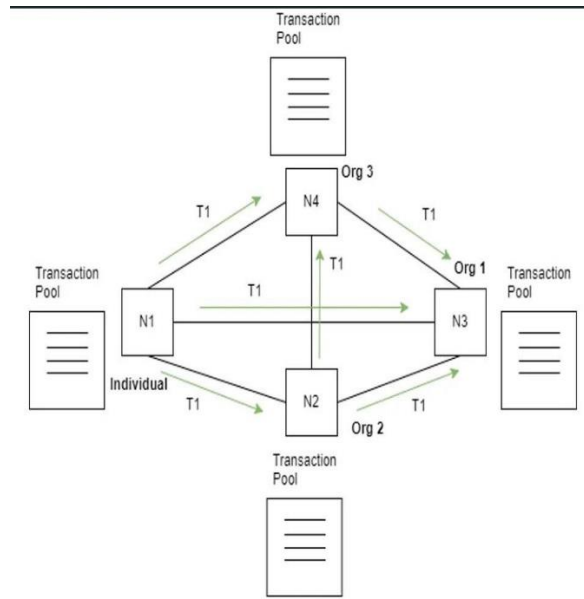 Transaction
Pool
Org 3
N4
T1
T1
Org 1
Transaction
Pool
Transaction
Pool
T1
T1
N1
N3
Individual
T1
N2
T1
Org 2
Transaction
Pool